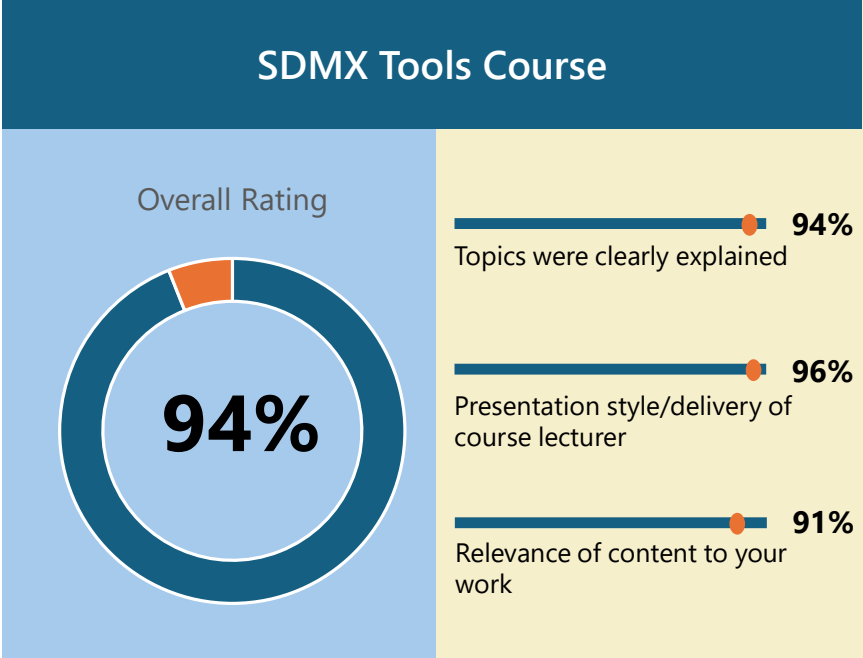 SDMX Tools Course
Overall Rating
94%
94%
Topics were clearly explained
96%
Presentation style/delivery of
course lecturer
91%
Relevance of content to your
work